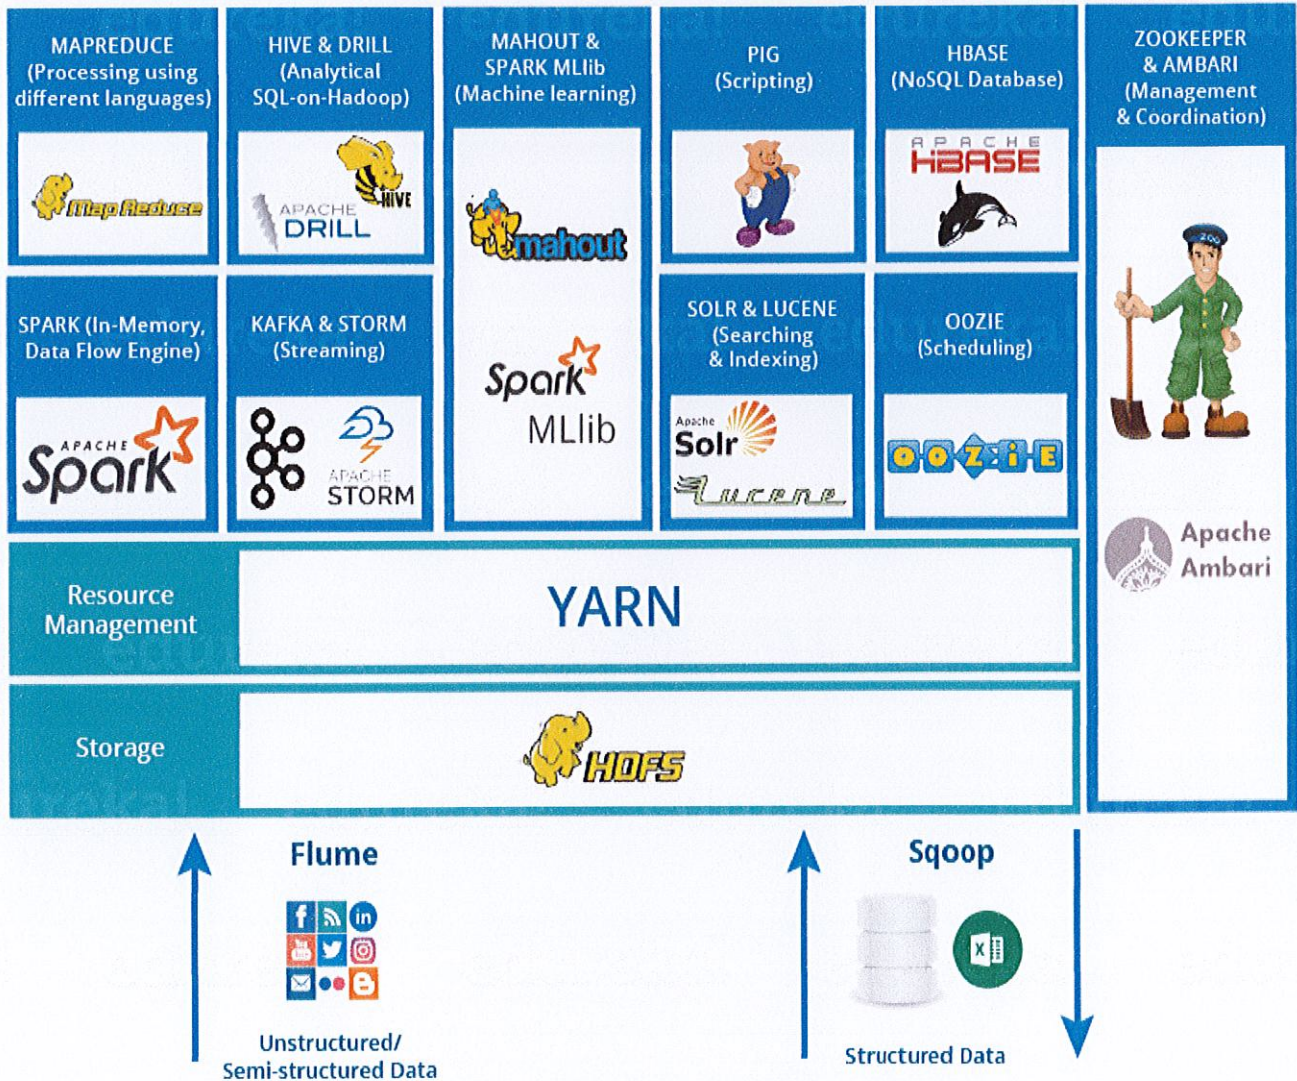 MAPREDUCE
(Processing using
different languages)
Map Reduce
HIVE & DRILL
(Analytical
SQL-on-Hadoop)
HIVE
APACHE
DRILL
MAHOUT &
SPARK MLlib
(Machine learning)
mahout
Spark
MLlib
PIG
(Scripting)
HBASE
(NoSQL Database)
APACHE
HBASE
ZOOKEEPER
& AMBARI
(Management
& Coordination)
ZOO
Apache
Ambari
SPARK (In-Memory,
Data Flow Engine)
APACHE
Spark
KAFKA & STORM
(Streaming)
APACHE
STORM
SOLR & LUCENE
(Searching
& Indexing)
Apache
Solr
Lucene
OOZIE
(Scheduling)
OOZiE
Resource
Management
YARN
Storage
HDFS
Flume
f
in
You
Unstructured/
Semi-structured Data
Sqoop
X
Structured Data